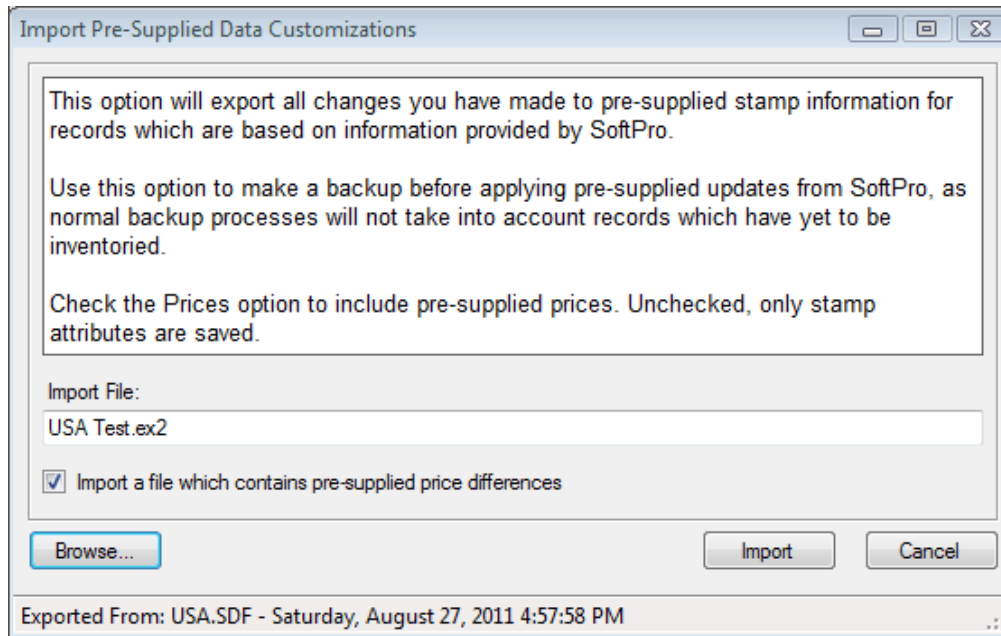 Import Pre-Supplied Data Customizations
This option will export all changes you have made to pre-supplied stamp information for
records which are based on information provided by SoftPro.
Use this option to make a backup before applying pre-supplied updates from SoftPro, as
normal backup processes will not take into account records which have yet to be
inventoried.
Check the Prices option to include pre-supplied prices. Unchecked, only stamp
attributes are saved.
Import File:
USA Test.ex2
Import a file which contains pre-supplied price differences
Browse...
Import
Cancel
Exported From: USA.SDF - Saturday, August 27, 2011 4:57:58 PM